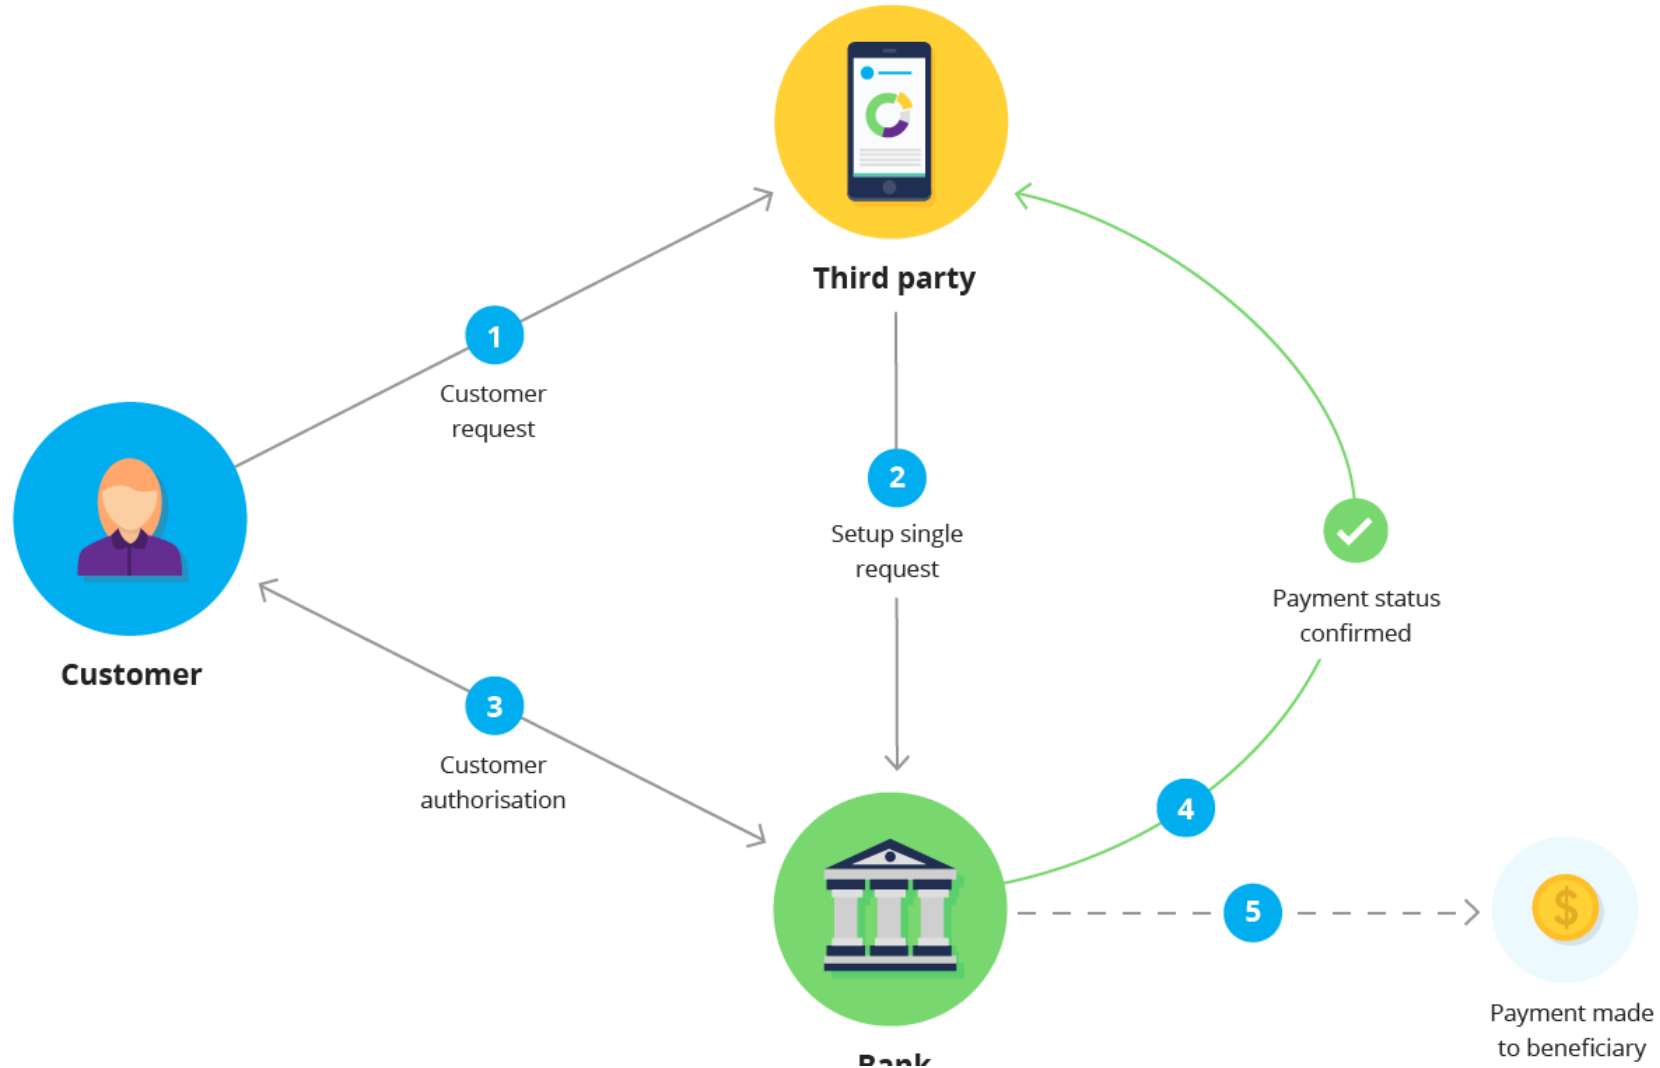 Third party
1
Customer
request
2
Setup single
request
Payment status
confirmed
Customer
3
Customer
authorisation
4
5
$
Payment made
to beneficiary
Bank